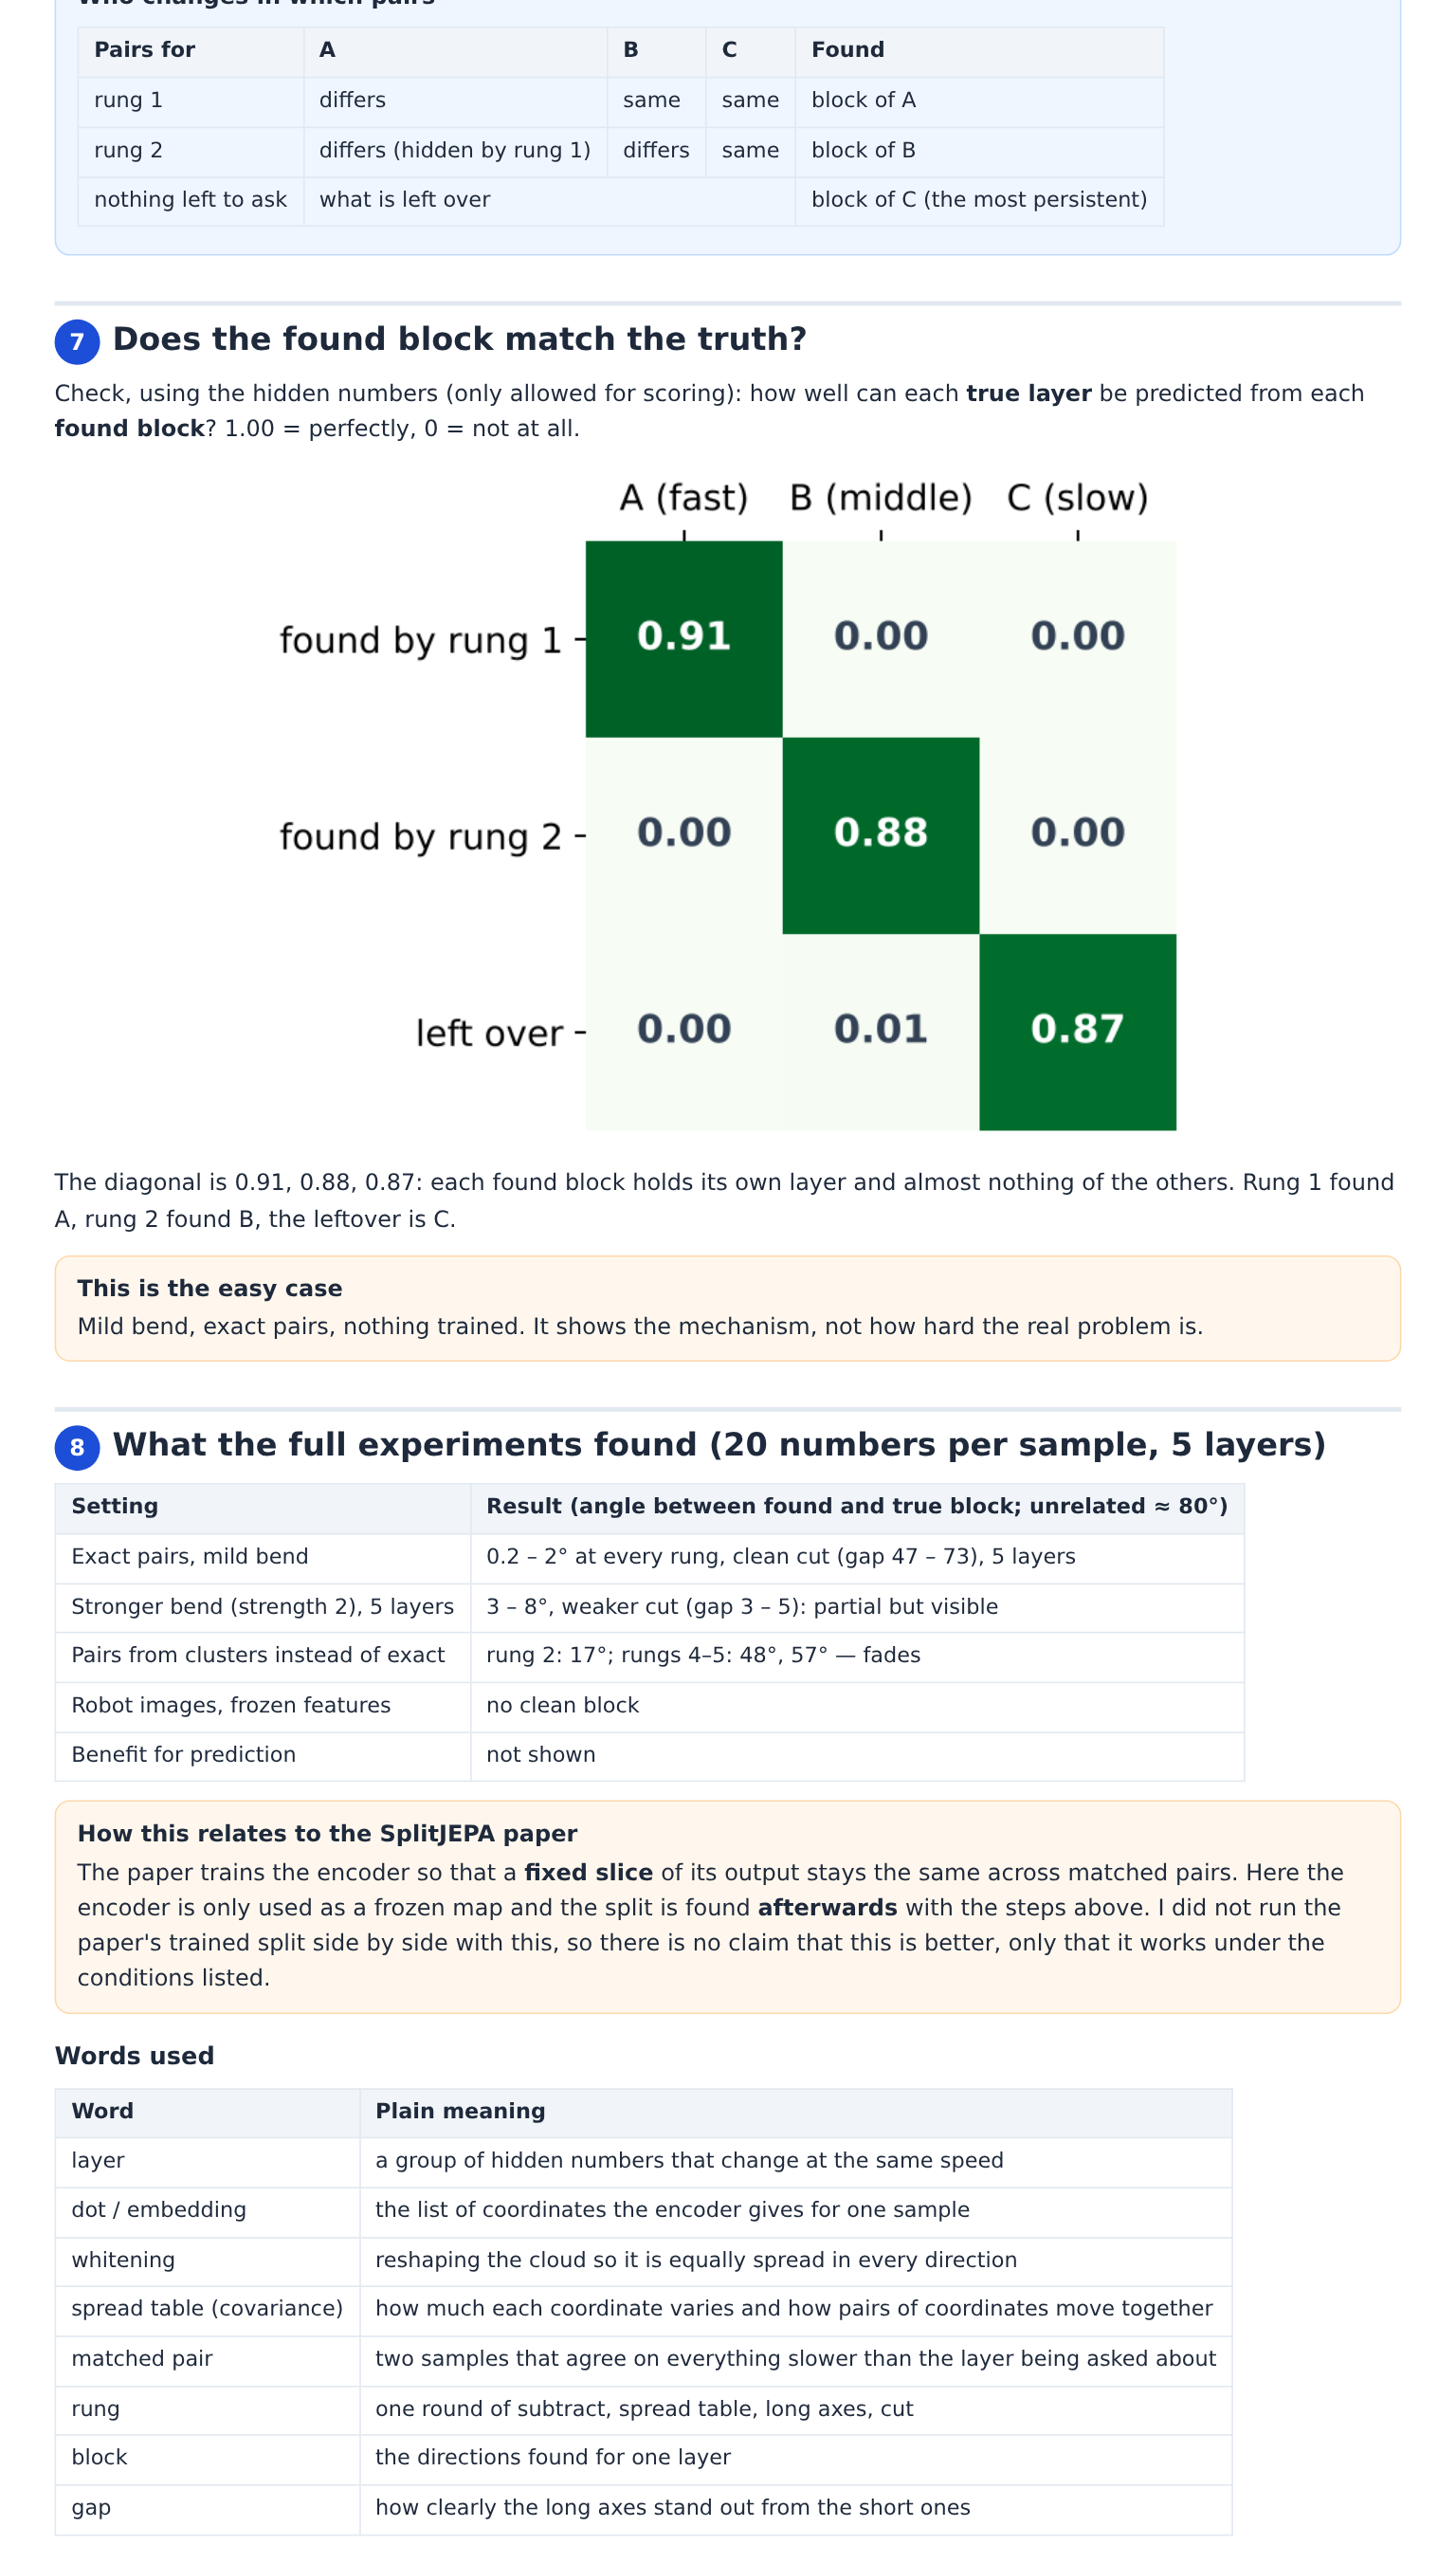 Who changes in which pairs
Pairs for A B C Found
rung 1 differs same same block of A
rung 2 differs (hidden by rung 1) differs same block of B
nothing left to ask what is left over block of C (the most persistent)
7 Does the found block match the truth?
Check, using the hidden numbers (only allowed for scoring): how well can each true layer be predicted from each
found block? 1.00 = perfectly, 0 = not at all.
A (fast) B (middle) C (slow)
found by rung 1 0.91 0.00 0.00
found by rung 2 0.00 0.88 0.00
left over 0.00 0.01 0.87
The diagonal is 0.91, 0.88, 0.87: each found block holds its own layer and almost nothing of the others. Rung 1 found
A, rung 2 found B, the leftover is C.
This is the easy case
Mild bend, exact pairs, nothing trained. It shows the mechanism, not how hard the real problem is.
8 What the full experiments found (20 numbers per sample, 5 layers)
Setting Result (angle between found and true block; unrelated ≈ 80°)
Exact pairs, mild bend 0.2 – 2° at every rung, clean cut (gap 47 – 73), 5 layers
Stronger bend (strength 2), 5 layers 3 – 8°, weaker cut (gap 3 – 5): partial but visible
Pairs from clusters instead of exact rung 2: 17°; rungs 4–5: 48°, 57° — fades
Robot images, frozen features no clean block
Benefit for prediction not shown
How this relates to the SplitJEPA paper
The paper trains the encoder so that a fixed slice of its output stays the same across matched pairs. Here the
encoder is only used as a frozen map and the split is found afterwards with the steps above. I did not run the
paper's trained split side by side with this, so there is no claim that this is better, only that it works under the
conditions listed.
Words used
Word Plain meaning
layer a group of hidden numbers that change at the same speed
dot / embedding the list of coordinates the encoder gives for one sample
whitening reshaping the cloud so it is equally spread in every direction
spread table (covariance) how much each coordinate varies and how pairs of coordinates move together
matched pair two samples that agree on everything slower than the layer being asked about
rung one round of subtract, spread table, long axes, cut
block the directions found for one layer
gap how clearly the long axes stand out from the short ones